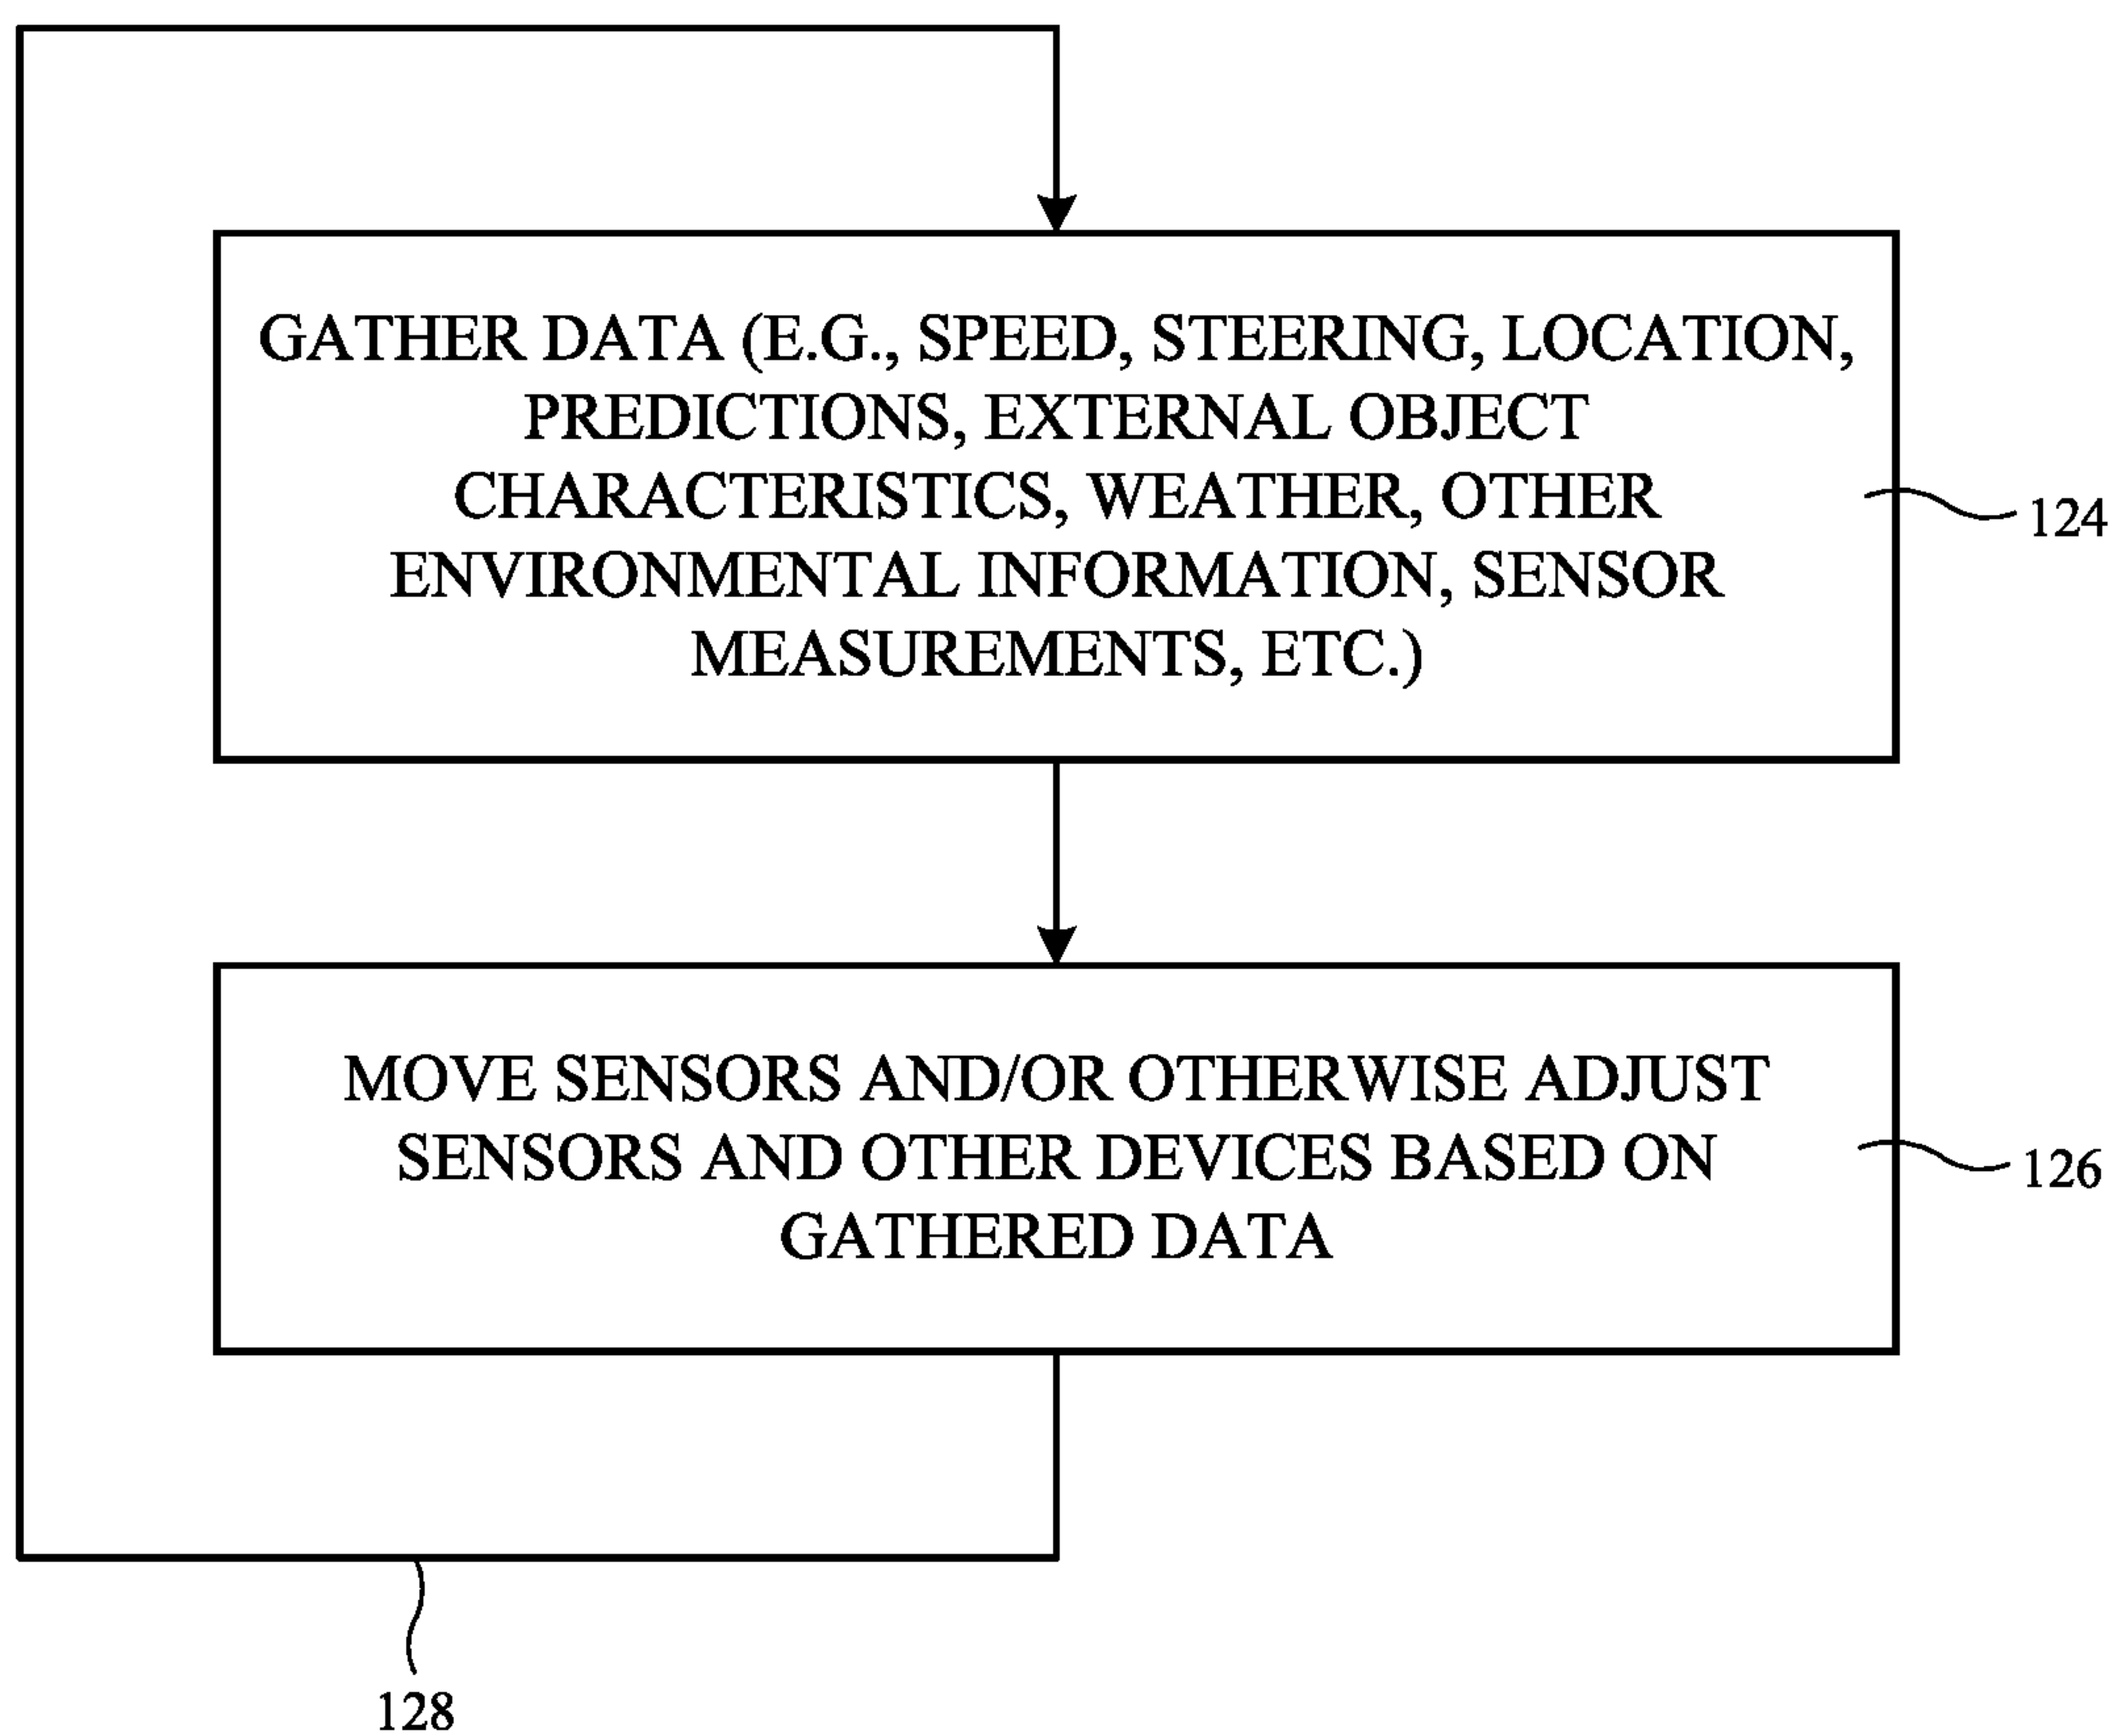 GATHER DATA (E.G., SPEED, STEERING, LOCATION,
PREDICTIONS, EXTERNAL OBJECT
CHARACTERISTICS, WEATHER, OTHER
ENVIRONMENTAL INFORMATION, SENSOR
MEASUREMENTS, ETC.)
124
MOVE SENSORS AND/OR OTHERWISE ADJUST
SENSORS AND OTHER DEVICES BASED ON
GATHERED DATA
126
128